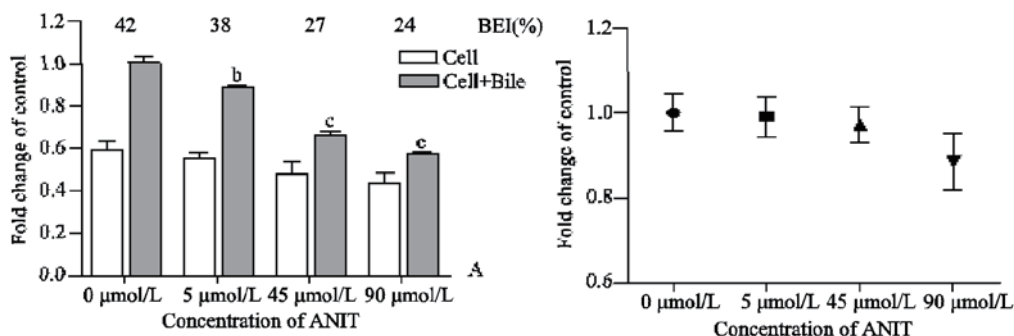 42 38 27 24 BEI(%)
Cell
Cell+Bile
b
c
c
Fold change of control
1.2
1.0
0.8
0.6
0.4
0.2
0.0
0 μmol/L 5 μmol/L 45 μmol/L 90 μmol/L
Concentration of ANIT
A
Fold change of control
1.2
1.0
0.8
0.6
0 μmol/L 5 μmol/L 45 μmol/L 90 μmol/L
Concentration of ANIT